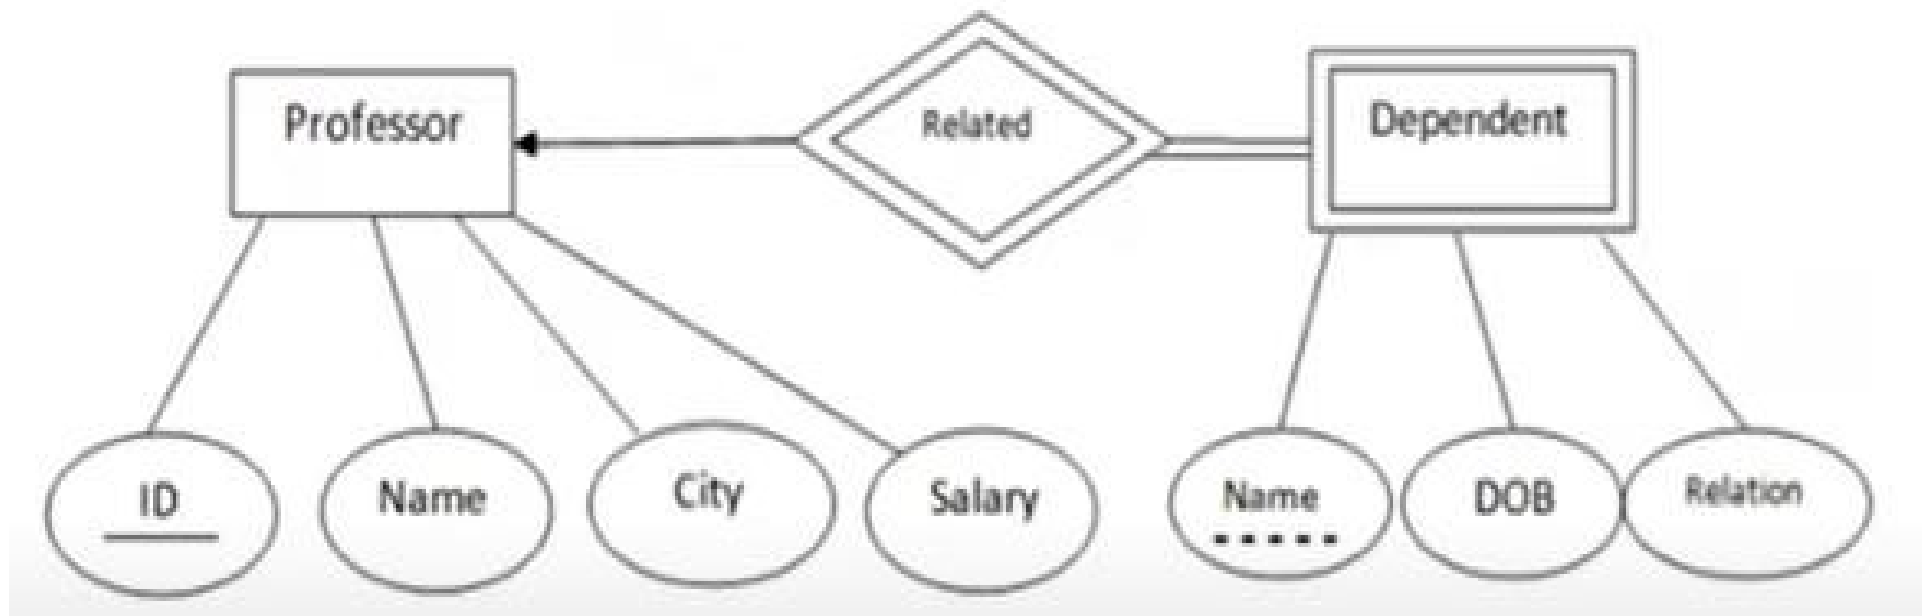 Professor
Related
Dependent
ID
Name
City
Salary
Name
DOB
Relation